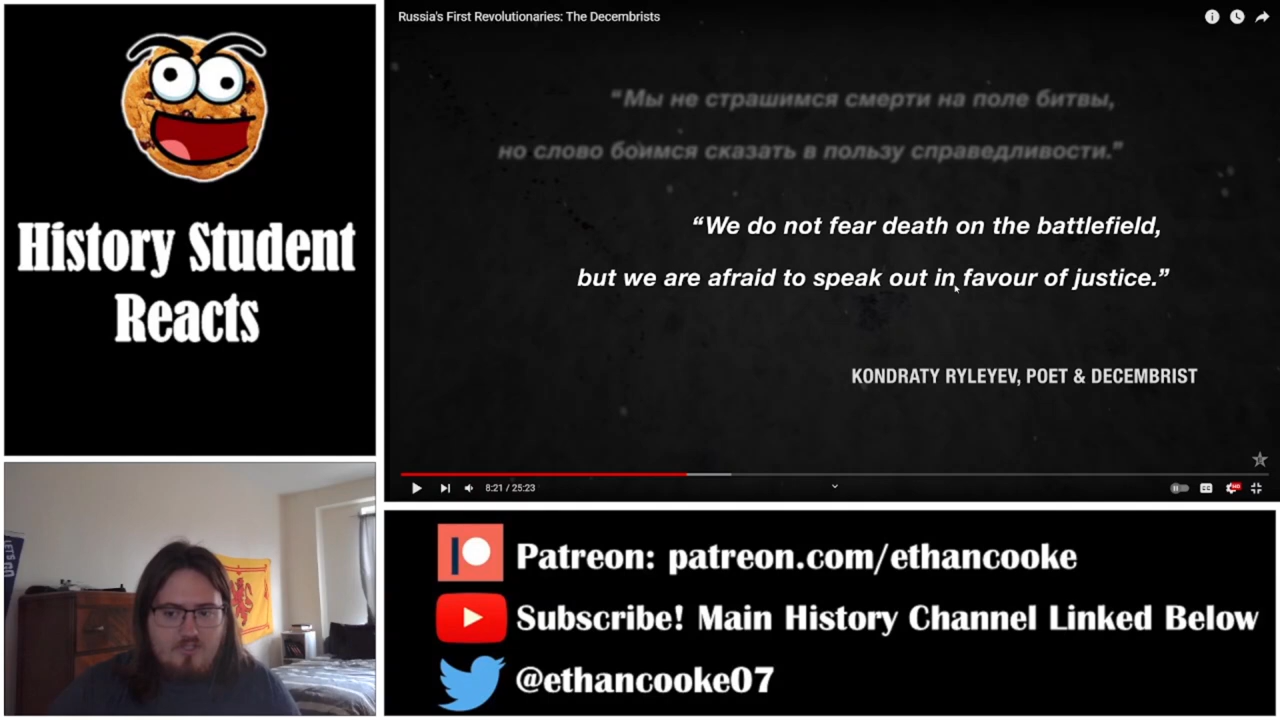 History Student
Reacts
Russia's First Revolutionaries: The Decembrists
“Мы не страшимся смерти на поле битвы,
но слово боимся сказать в пользу справедливости.”
“We do not fear death on the battlefield,
but we are afraid to speak out in favour of justice.”
KONDRATY RYLEYEV, POET & DECEMBRIST
8:21 / 25:23
LET'S
GO
Patreon: patreon.com/ethancooke
Subscribe! Main History Channel Linked Below
@ethancooke07